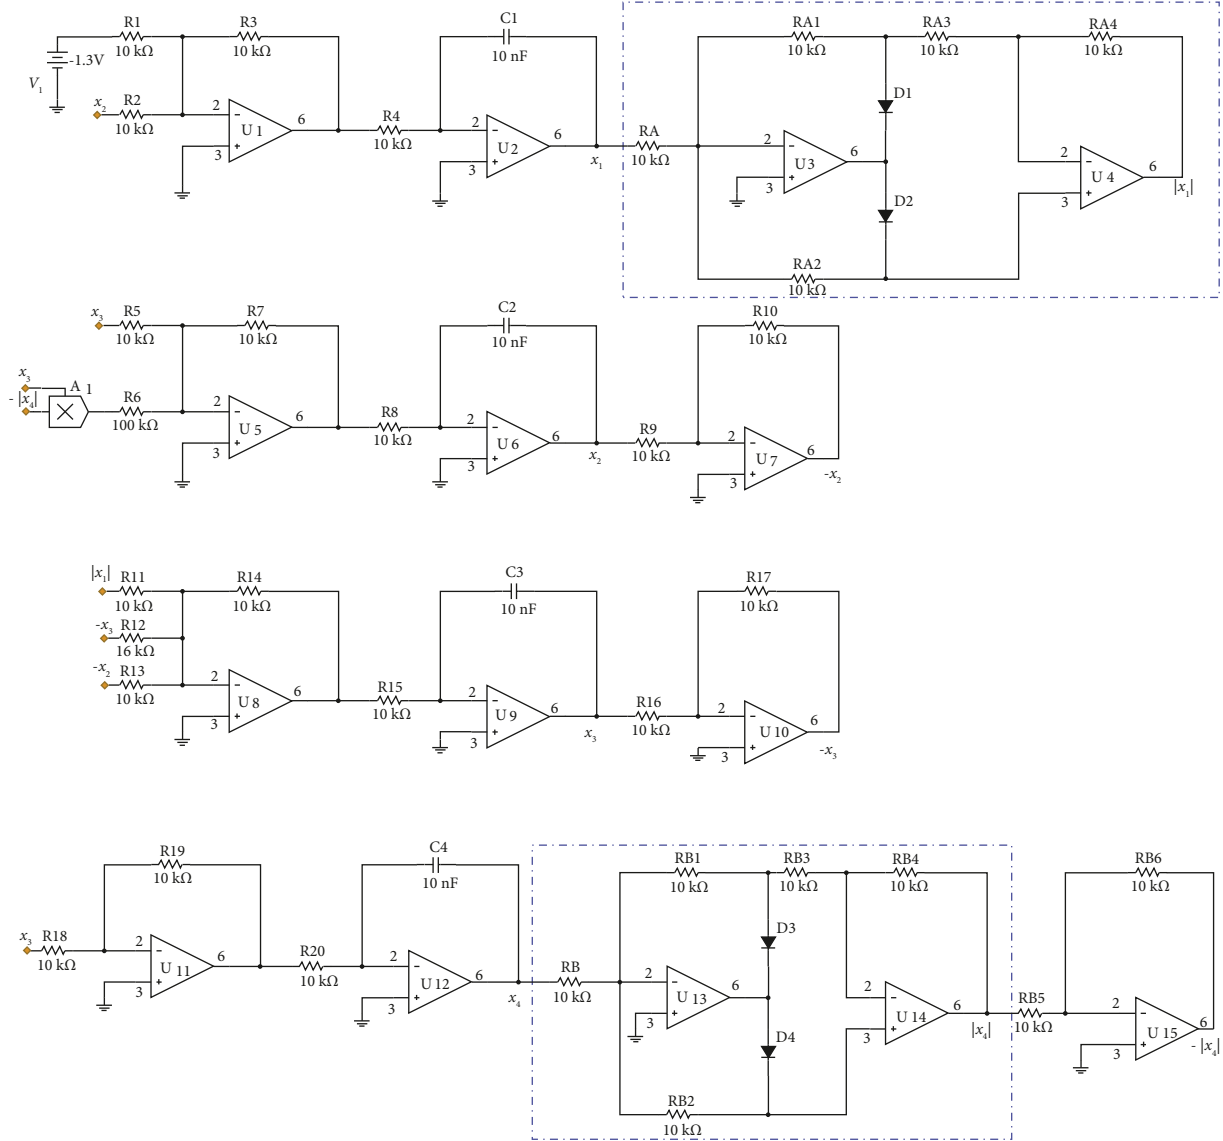 R1
10 kΩ
R3
10 kΩ
-1.3V
V1
x2
R2
10 kΩ
2
3
6
U 1
R4
10 kΩ
C1
10 nF
2
3
6
U 2
x1
RA
10 kΩ
RA1
10 kΩ
RA3
10 kΩ
RA4
10 kΩ
D1
D2
2
3
6
U 3
RA2
10 kΩ
2
3
6
U 4
|x1|
x3
R5
10 kΩ
R7
10 kΩ
x3
- |x4|
A 1
R6
100 kΩ
2
3
6
U 5
R8
10 kΩ
C2
10 nF
2
3
6
U 6
x2
R9
10 kΩ
R10
10 kΩ
2
3
6
U 7
-x2
|x1|
R11
10 kΩ
R14
10 kΩ
-x3
R12
16 kΩ
-x2
R13
10 kΩ
2
3
6
U 8
R15
10 kΩ
C3
10 nF
2
3
6
U 9
x3
R16
10 kΩ
R17
10 kΩ
2
3
6
U 10
-x3
R19
10 kΩ
x3
R18
10 kΩ
2
3
6
U 11
R20
10 kΩ
C4
10 nF
2
3
6
U 12
x4
RB
10 kΩ
RB1
10 kΩ
RB3
10 kΩ
RB4
10 kΩ
D3
D4
2
3
6
U 13
RB2
10 kΩ
2
3
6
U 14
|x4|
RB5
10 kΩ
RB6
10 kΩ
2
3
6
U 15
- |x4|